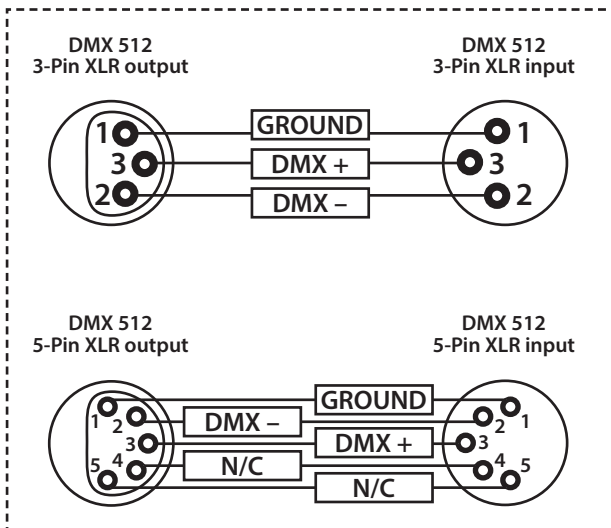 DMX 512
3-Pin XLR output
DMX 512
3-Pin XLR input
1 GROUND 1
3 DMX + 3
2 DMX – 2
DMX 512
5-Pin XLR output
DMX 512
5-Pin XLR input
1 GROUND 1
2 DMX – 2
3 DMX + 3
4 N/C 4
5 N/C 5